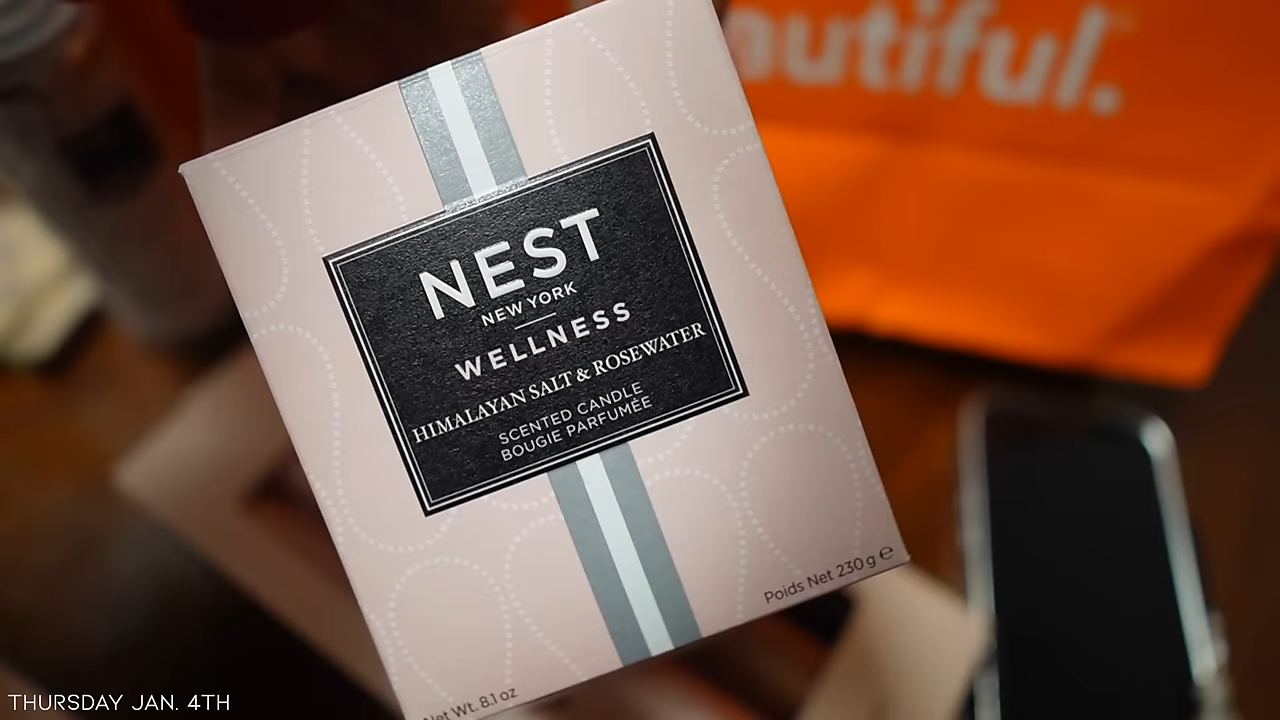 utiful.
NEST
NEW YORK
WELLNESS
HIMALAYAN SALT & ROSEWATER
SCENTED CANDLE
BOUGIE PARFUMÉE
Poids Net 230 g ℮
Net Wt. 8.1 oz
THURSDAY JAN. 4TH